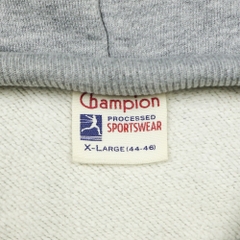 Champion
PROCESSED
SPORTSWEAR
X-LARGE (44-46)